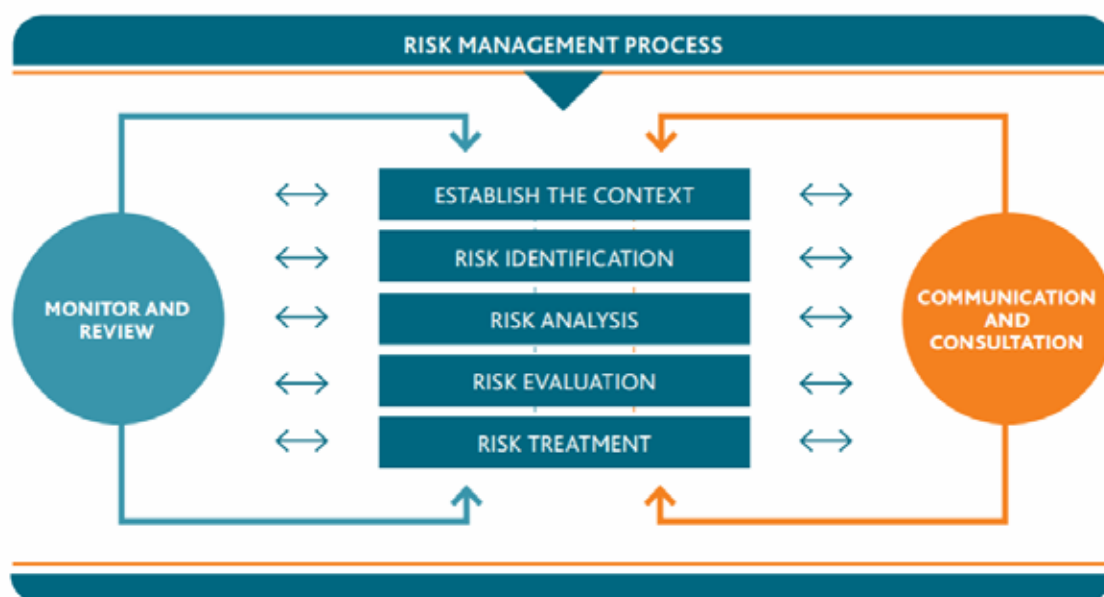 RISK MANAGEMENT PROCESS
ESTABLISH THE CONTEXT
RISK IDENTIFICATION
RISK ANALYSIS
RISK EVALUATION
RISK TREATMENT
MONITOR AND
REVIEW
COMMUNICATION
AND
CONSULTATION